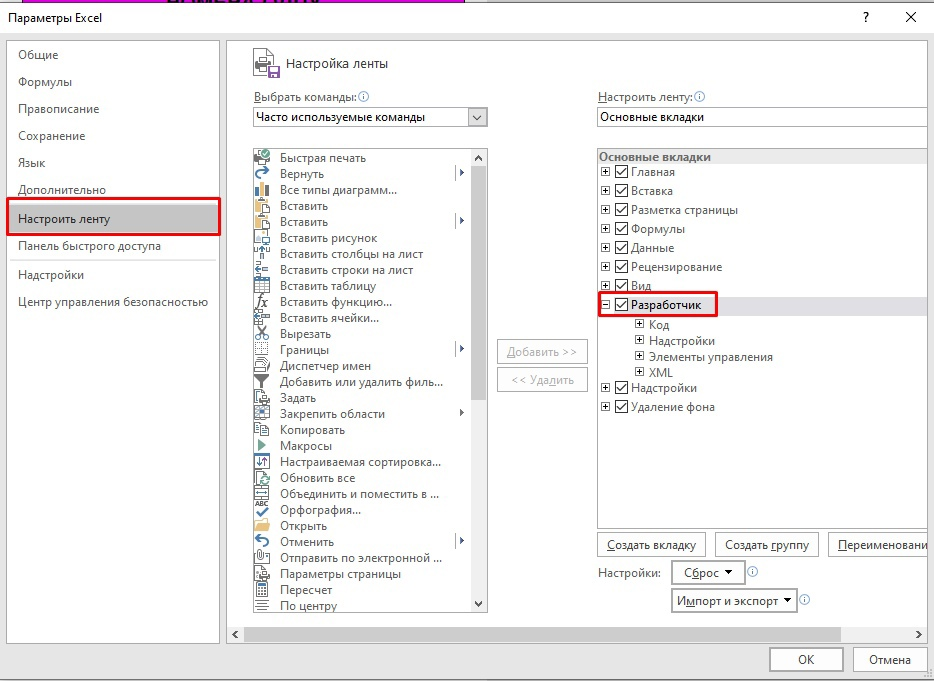 Параметры Excel
?
Общие
Формулы
Правописание
Сохранение
Язык
Дополнительно
Настроить ленту
Панель быстрого доступа
Надстройки
Центр управления безопасностью
Настройка ленты
Выбрать команды:
Часто используемые команды
Быстрая печать
Вернуть
Все типы диаграмм...
Вставить
Вставить
Вставить рисунок
Вставить столбцы на лист
Вставить строки на лист
Вставить таблицу
Вставить функцию...
Вставить ячейки...
Вырезать
Границы
Диспетчер имен
Добавить или удалить филь...
Задать
Закрепить области
Копировать
Макросы
Настраиваемая сортировка...
Обновить все
Объединить и поместить в ...
Орфография...
Открыть
Отменить
Отправить по электронной ...
Параметры страницы
Пересчет
По центру
Добавить >>
<< Удалить
Настроить ленту:
Основные вкладки
Основные вкладки
Главная
Вставка
Разметка страницы
Формулы
Данные
Рецензирование
Вид
Разработчик
Код
Надстройки
Элементы управления
XML
Надстройки
Удаление фона
Создать вкладку
Создать группу
Переименовани
Настройки:
Сброс
Импорт и экспорт
ОК
Отмена